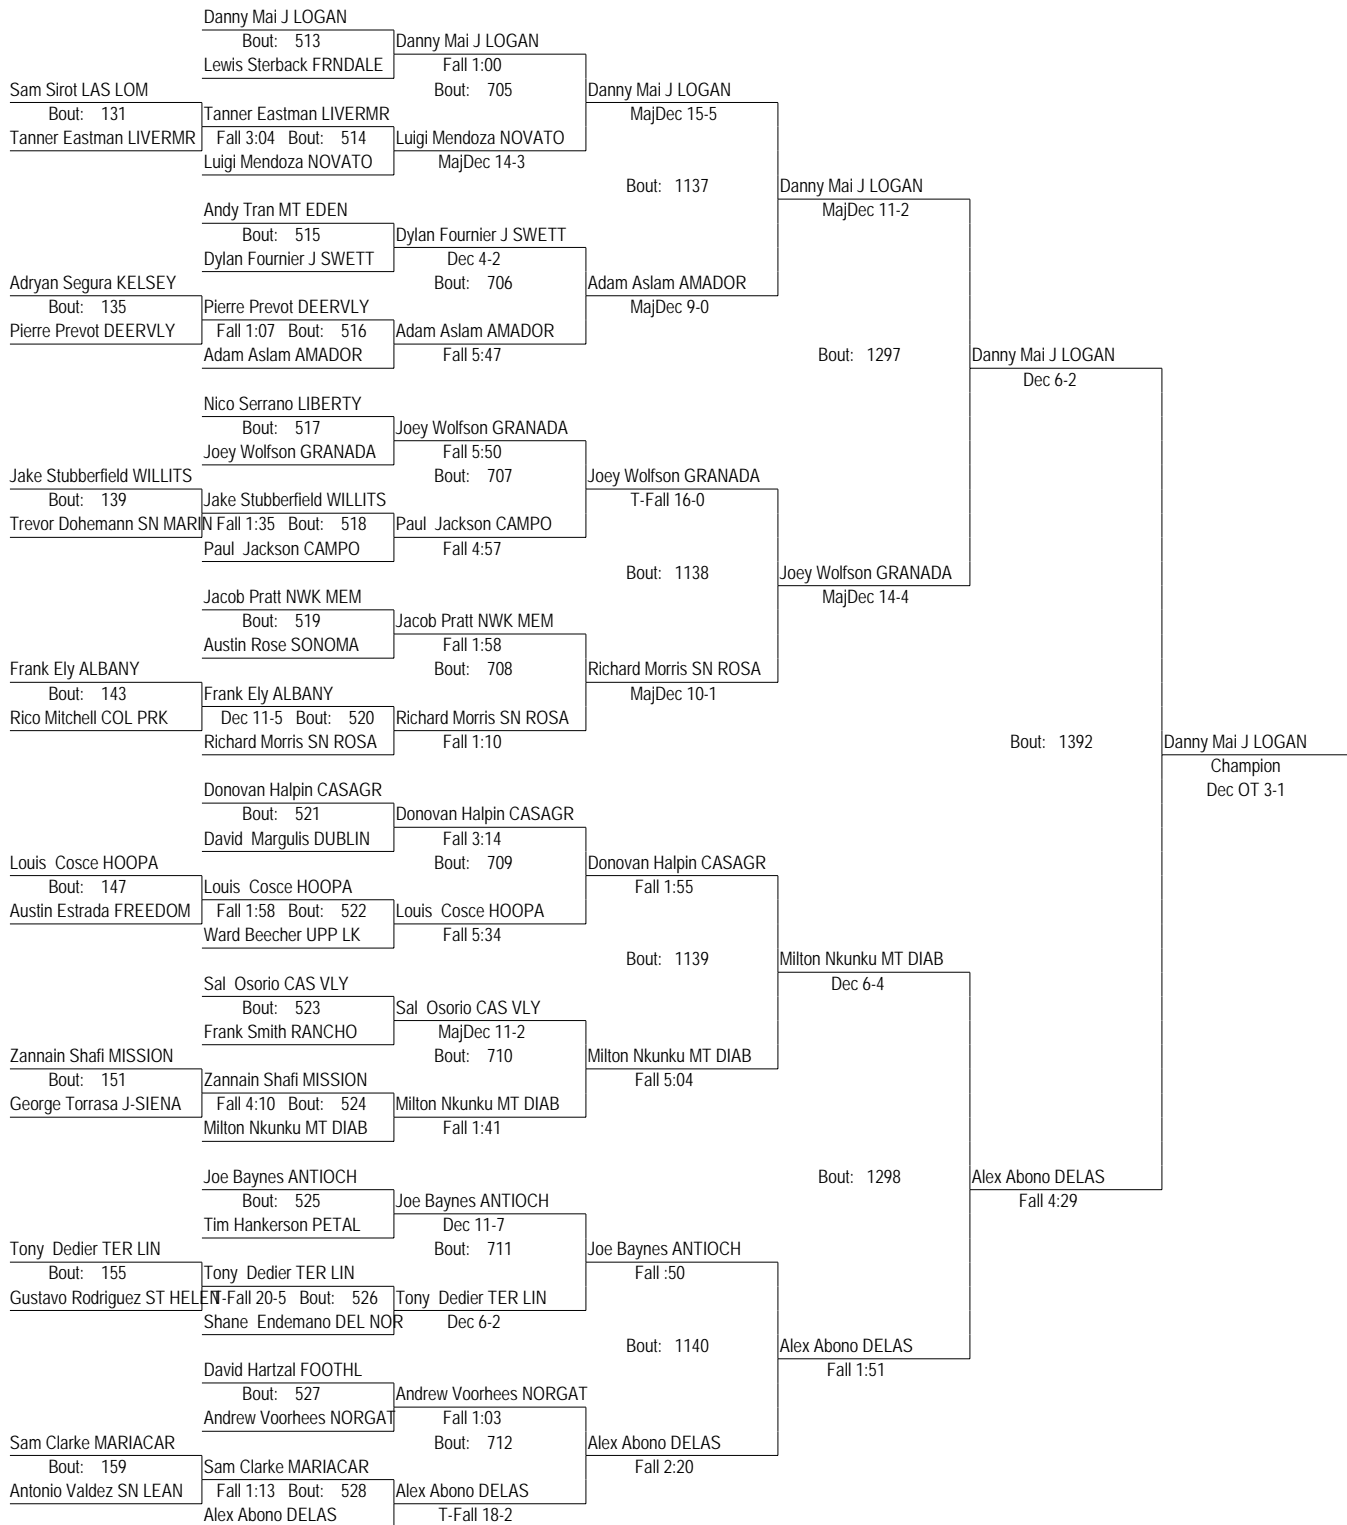 Danny Mai J LOGAN
Bout: 513 Danny Mai J LOGAN
Lewis Sterback FRNDALE Fall 1:00
Sam Sirot LAS LOM Bout: 705 Danny Mai J LOGAN
Bout: 131 Tanner Eastman LIVERMR MajDec 15-5
Tanner Eastman LIVERMR Fall 3:04 Bout: 514 Luigi Mendoza NOVATO
Luigi Mendoza NOVATO MajDec 14-3
Bout: 1137 Danny Mai J LOGAN
Andy Tran MT EDEN MajDec 11-2
Bout: 515 Dylan Fournier J SWETT
Dylan Fournier J SWETT Dec 4-2
Adryan Segura KELSEY Bout: 706 Adam Aslam AMADOR
Bout: 135 Pierre Prevot DEERVLY MajDec 9-0
Pierre Prevot DEERVLY Fall 1:07 Bout: 516 Adam Aslam AMADOR
Adam Aslam AMADOR Fall 5:47 Bout: 1297 Danny Mai J LOGAN
Dec 6-2
Nico Serrano LIBERTY
Bout: 517 Joey Wolfson GRANADA
Joey Wolfson GRANADA Fall 5:50
Jake Stubberfield WILLITS Bout: 707 Joey Wolfson GRANADA
Bout: 139 Jake Stubberfield WILLITS T-Fall 16-0
Trevor Dohemann SN MARIN Fall 1:35 Bout: 518 Paul Jackson CAMPO
Paul Jackson CAMPO Fall 4:57
Bout: 1138 Joey Wolfson GRANADA
Jacob Pratt NWK MEM MajDec 14-4
Bout: 519 Jacob Pratt NWK MEM
Austin Rose SONOMA Fall 1:58
Frank Ely ALBANY Bout: 708 Richard Morris SN ROSA
Bout: 143 Frank Ely ALBANY MajDec 10-1
Rico Mitchell COL PRK Dec 11-5 Bout: 520 Richard Morris SN ROSA
Richard Morris SN ROSA Fall 1:10 Bout: 1392 Danny Mai J LOGAN
Champion
Donovan Halpin CASAGR Dec OT 3-1
Bout: 521 Donovan Halpin CASAGR
David Margulis DUBLIN Fall 3:14
Louis Cosce HOOPA Bout: 709 Donovan Halpin CASAGR
Bout: 147 Louis Cosce HOOPA Fall 1:55
Austin Estrada FREEDOM Fall 1:58 Bout: 522 Louis Cosce HOOPA
Ward Beecher UPP LK Fall 5:34
Bout: 1139 Milton Nkunku MT DIAB
Sal Osorio CAS VLY Dec 6-4
Bout: 523 Sal Osorio CAS VLY
Frank Smith RANCHO MajDec 11-2
Zannain Shafi MISSION Bout: 710 Milton Nkunku MT DIAB
Bout: 151 Zannain Shafi MISSION Fall 5:04
George Torrasa J-SIENA Fall 4:10 Bout: 524 Milton Nkunku MT DIAB
Milton Nkunku MT DIAB Fall 1:41
Joe Baynes ANTIOCH Bout: 1298 Alex Abono DELAS
Bout: 525 Joe Baynes ANTIOCH Fall 4:29
Tim Hankerson PETAL Dec 11-7
Tony Dedier TER LIN Bout: 711 Joe Baynes ANTIOCH
Bout: 155 Tony Dedier TER LIN Fall :50
Gustavo Rodriguez ST HELEN T-Fall 20-5 Bout: 526 Tony Dedier TER LIN
Shane Endemano DEL NOR Dec 6-2
Bout: 1140 Alex Abono DELAS
David Hartzal FOOTHL Fall 1:51
Bout: 527 Andrew Voorhees NORGAT
Andrew Voorhees NORGAT Fall 1:03
Sam Clarke MARIACAR Bout: 712 Alex Abono DELAS
Bout: 159 Sam Clarke MARIACAR Fall 2:20
Antonio Valdez SN LEAN Fall 1:13 Bout: 528 Alex Abono DELAS
Alex Abono DELAS T-Fall 18-2